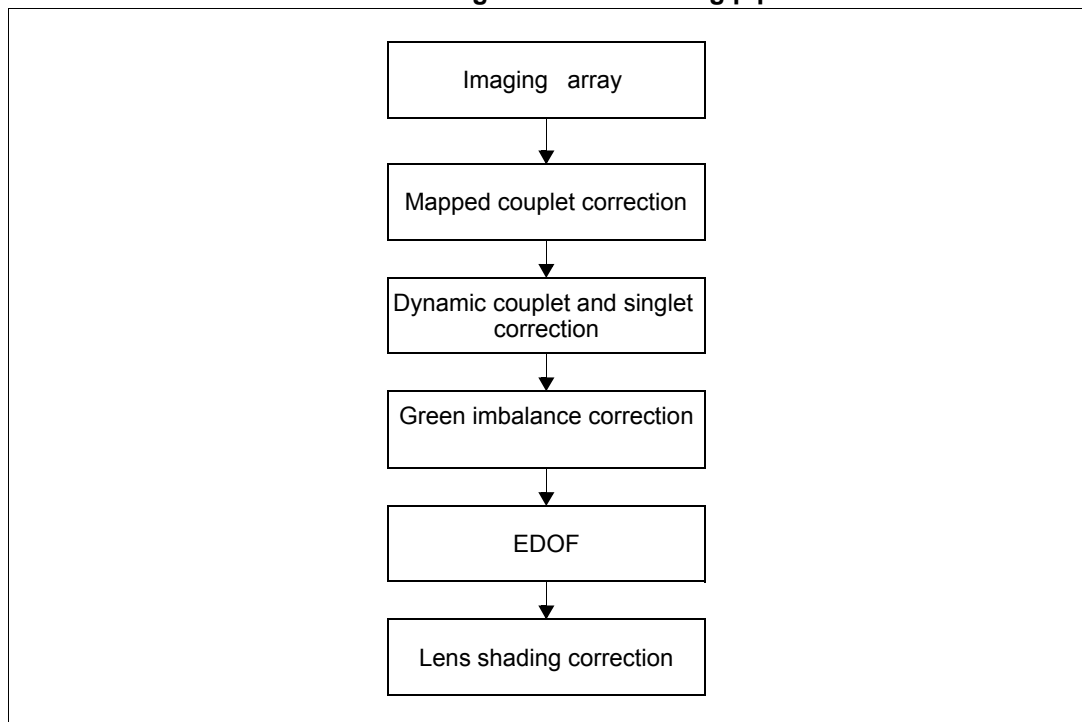 Imaging array
Mapped couplet correction
Dynamic couplet and singlet
correction
Green imbalance correction
EDOF
Lens shading correction